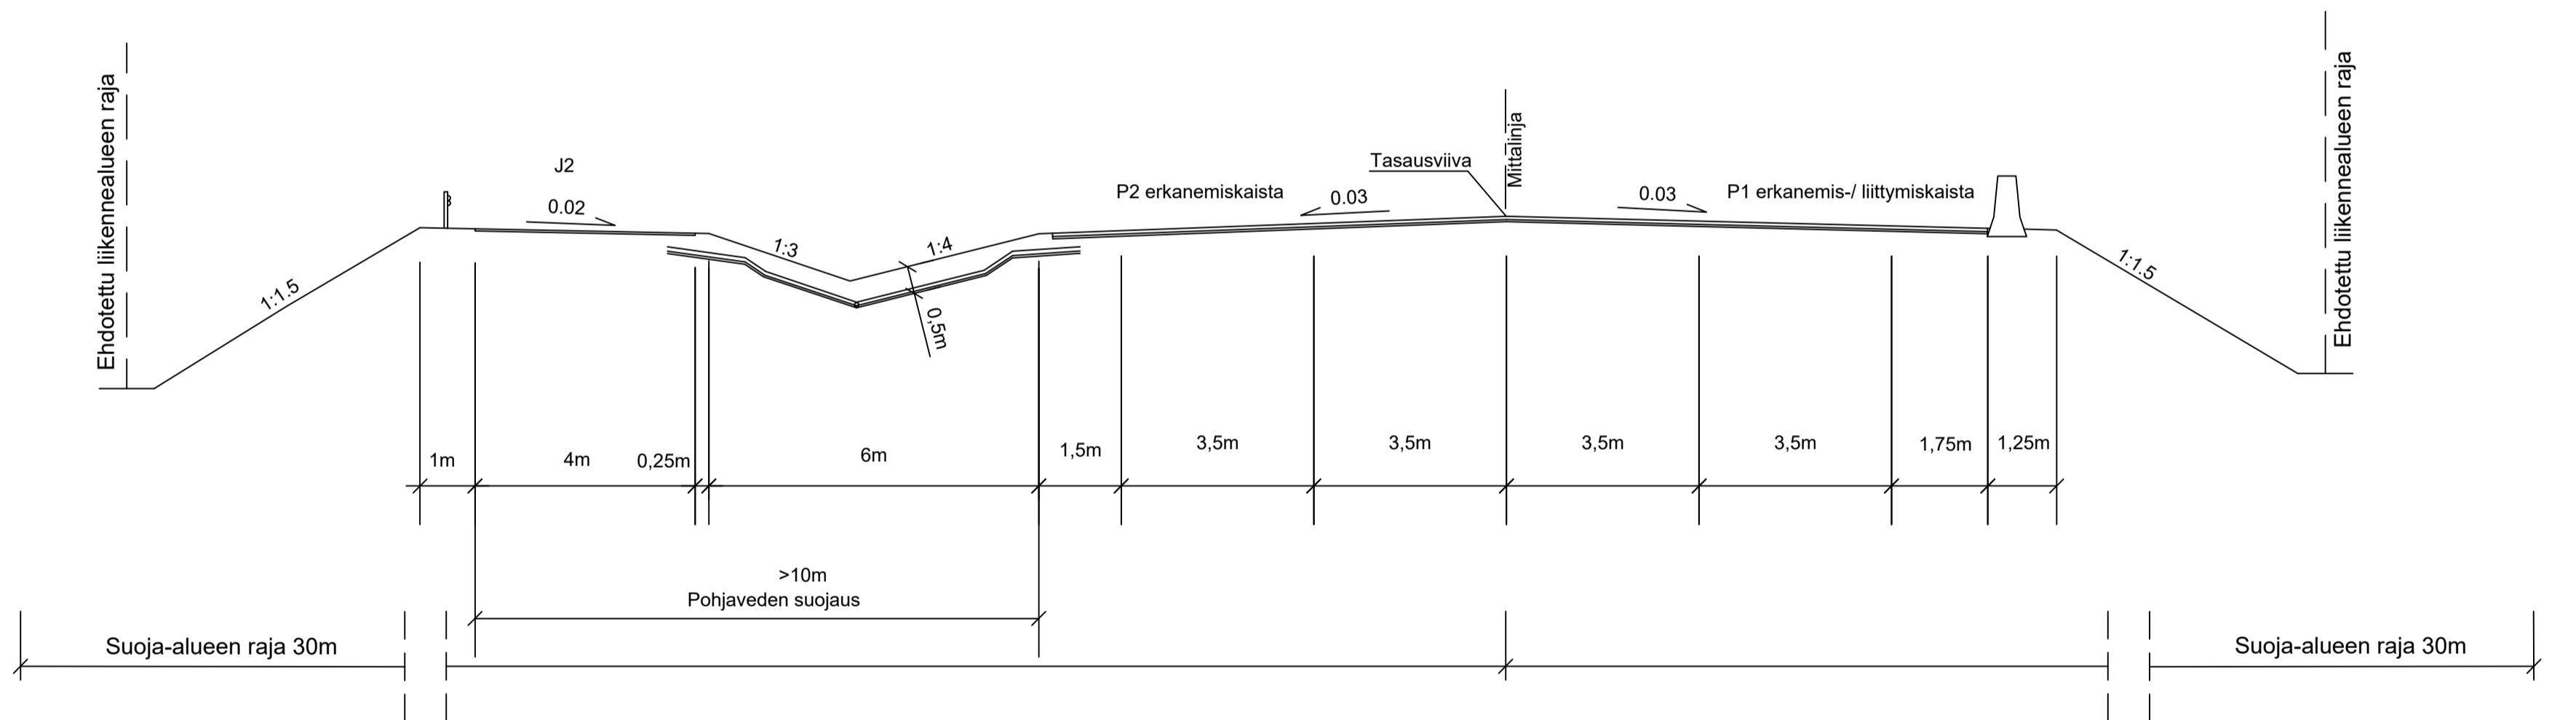 Ehdotettu liikennealueen raja
Ehdotettu liikennealueen raja
Mittalinja
Tasausviiva
J2
P2 erkanemiskaista
P1 erkanemis-/ liittymiskaista
0.02
0.03
0.03
1:1.5
1:3
1:4
1:1.5
0,5m
1m
4m
0,25m
6m
1,5m
3,5m
3,5m
3,5m
3,5m
1,75m
1,25m
>10m
Pohjaveden suojaus
Suoja-alueen raja 30m
Suoja-alueen raja 30m